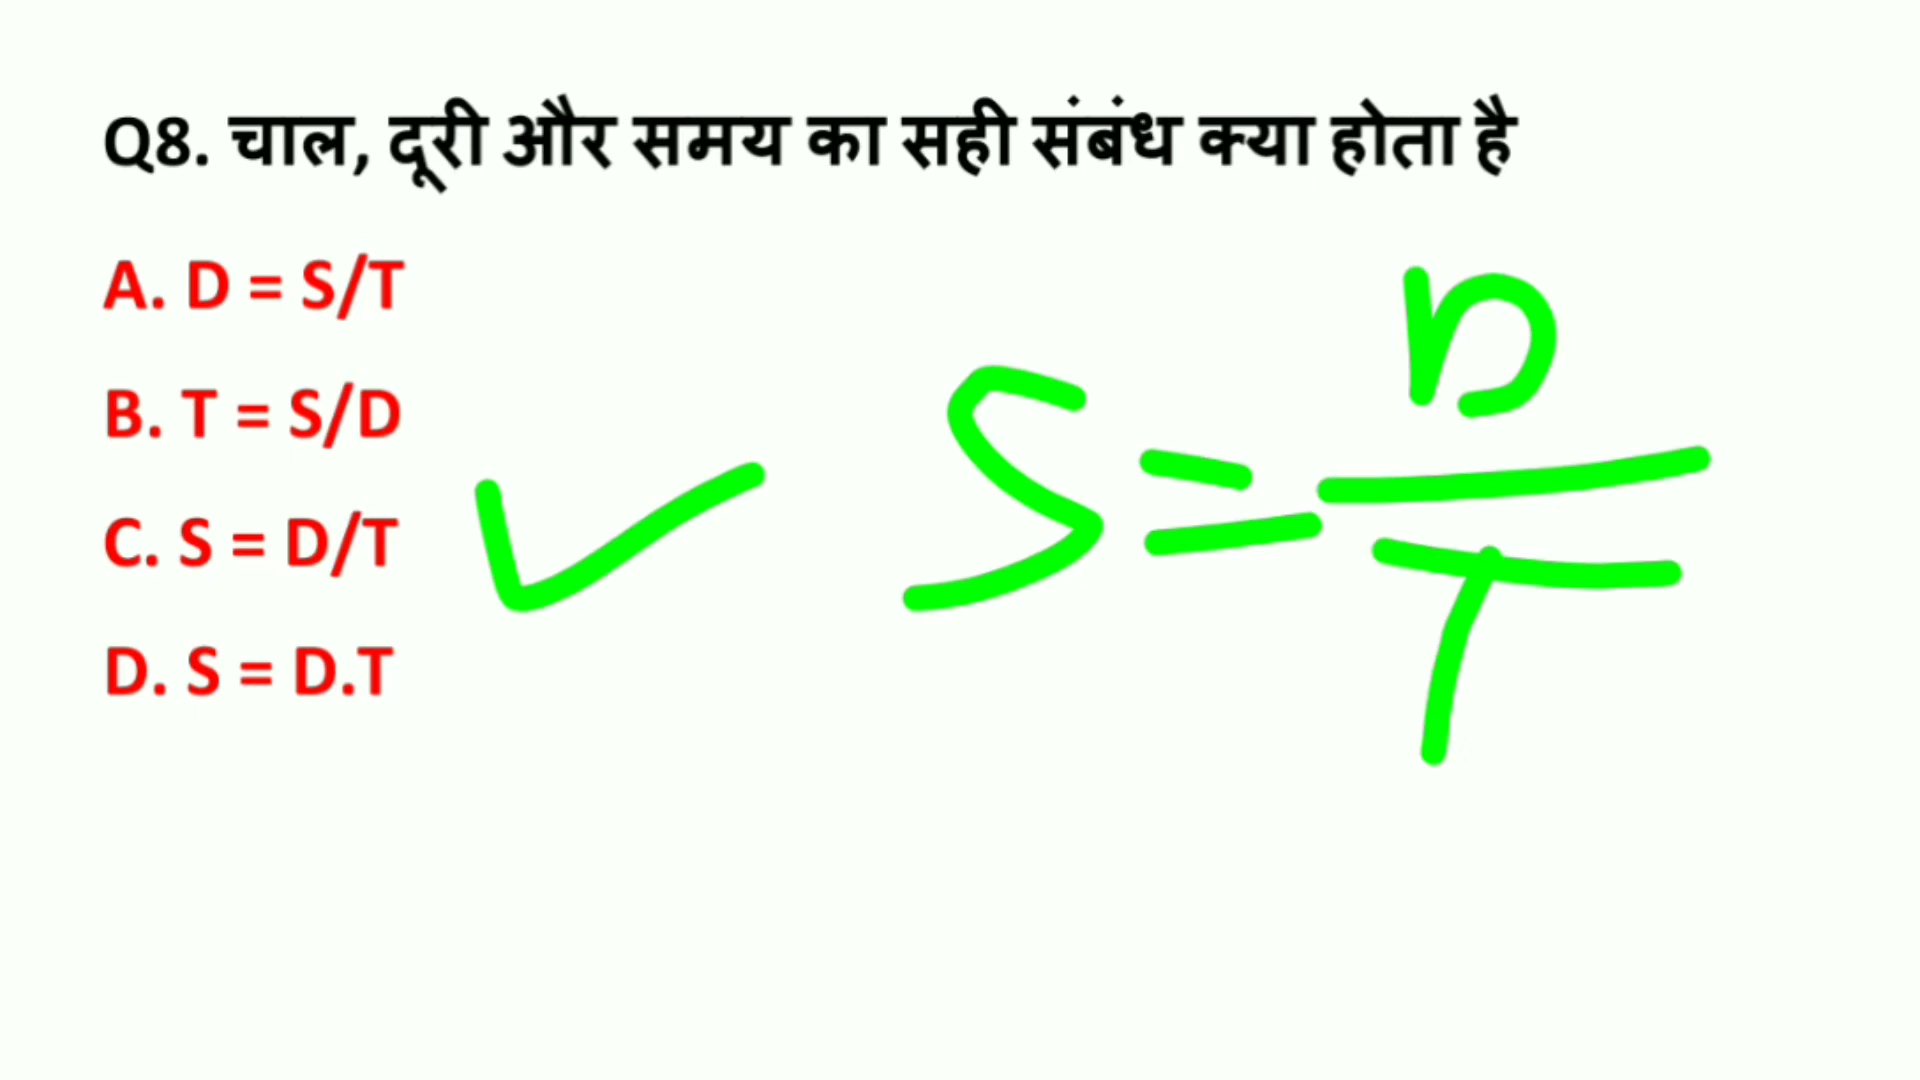 Q8. चाल, दूरी और समय का सही संबंध क्या होता है
A. D = S/T
B. T = S/D
C. S = D/T
D. S = D.T
S = D/T